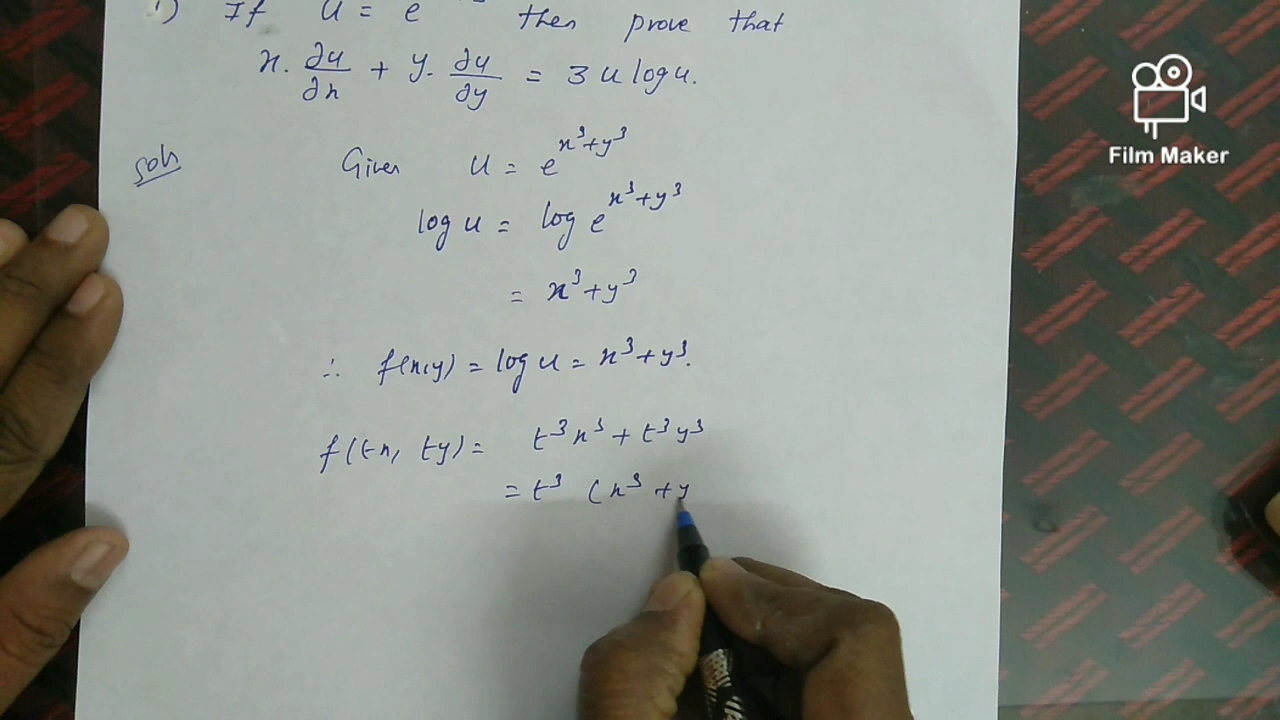 1) If u = e then prove that
x. ∂u/∂x + y. ∂u/∂y = 3 u log u.
Soln Given u = e^{x³+y³}
log u = log e^{x³+y³}
= x³+y³
∴ f(x,y) = log u = x³+y³.
f(tx, ty) = t³x³ + t³y³
= t³ (x³ + y
Film Maker